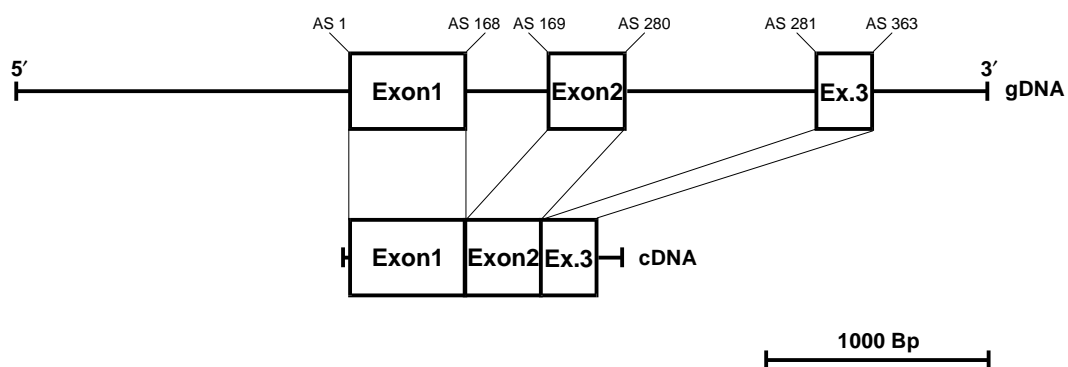 AS 1 AS 168 AS 169 AS 280 AS 281 AS 363
5′ 3′
Exon1 Exon2 Ex.3 gDNA
Exon1 Exon2 Ex.3 cDNA
1000 Bp